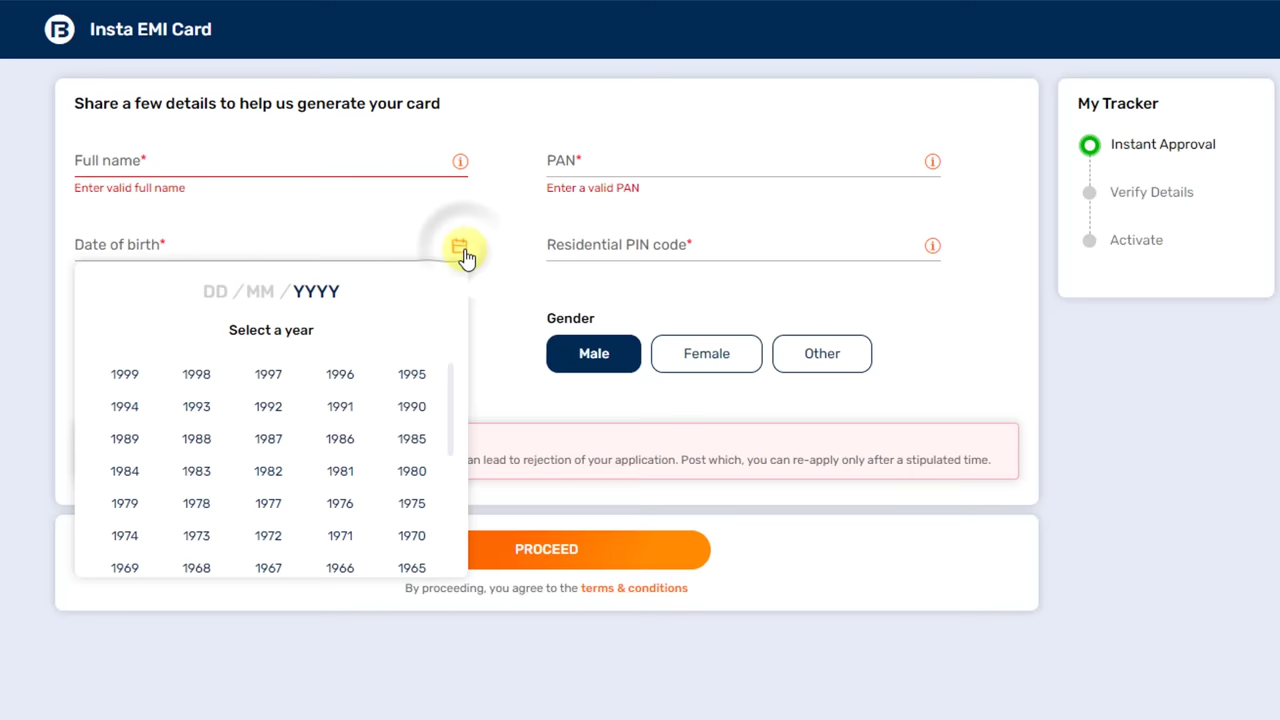 Insta EMI Card
Share a few details to help us generate your card
Full name*
Enter valid full name
PAN*
Enter a valid PAN
Date of birth*
Residential PIN code*
DD / MM / YYYY
Select a year
1999 1998 1997 1996 1995
1994 1993 1992 1991 1990
1989 1988 1987 1986 1985
1984 1983 1982 1981 1980
1979 1978 1977 1976 1975
1974 1973 1972 1971 1970
1969 1968 1967 1966 1965
Gender
Male Female Other
an lead to rejection of your application. Post which, you can re-apply only after a stipulated time.
PROCEED
By proceeding, you agree to the terms & conditions
My Tracker
Instant Approval
Verify Details
Activate